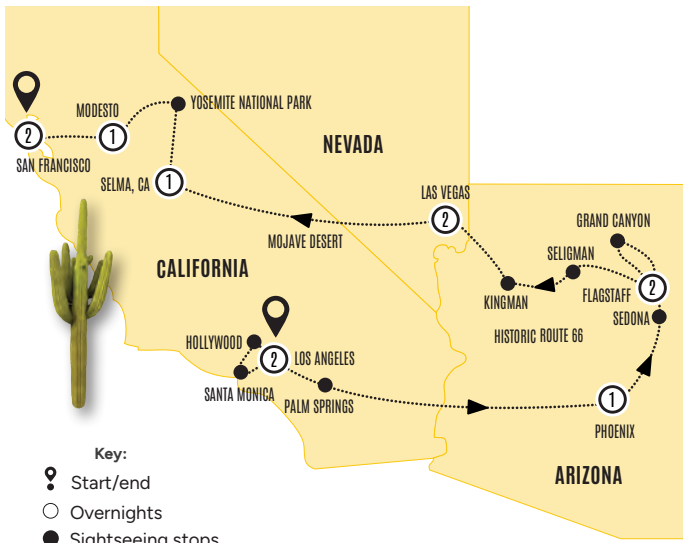 MODESTO
YOSEMITE NATIONAL PARK
2
1
SAN FRANCISCO
NEVADA
SELMA, CA
1
LAS VEGAS
2
GRAND CANYON
MOJAVE DESERT
SELIGMAN
CALIFORNIA
KINGMAN
FLAGSTAFF
2
SEDONA
HISTORIC ROUTE 66
HOLLYWOOD
2
LOS ANGELES
SANTA MONICA
PALM SPRINGS
1
PHOENIX
ARIZONA
Key:
Start/end
Overnights
Sightseeing stops